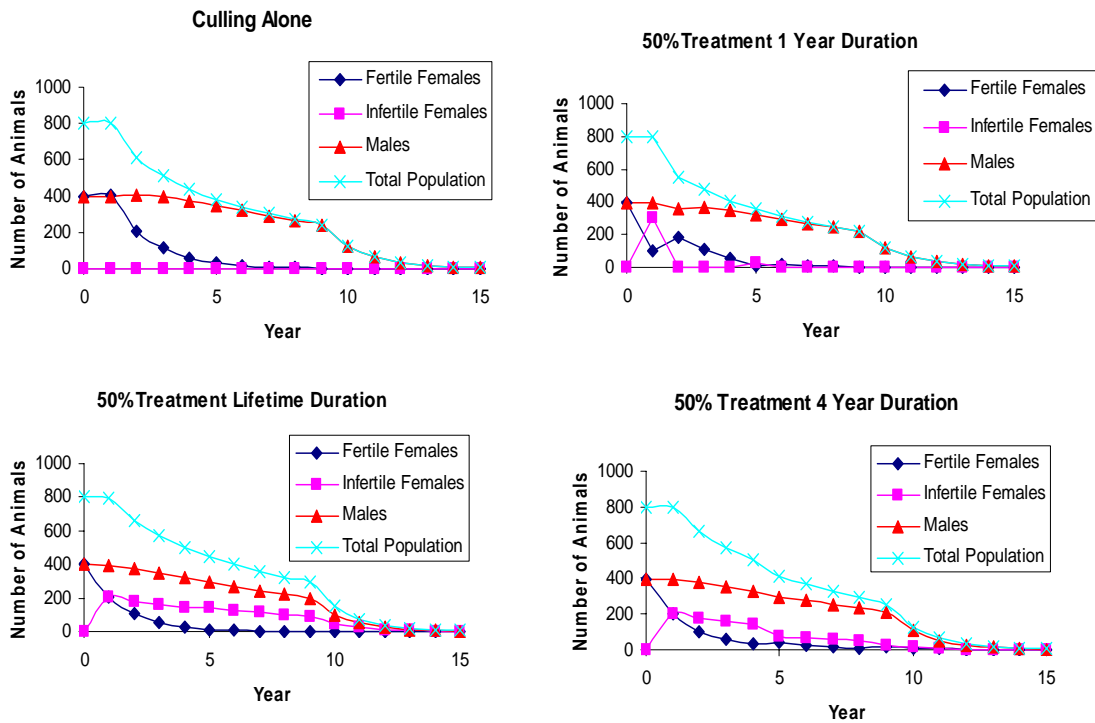 Culling Alone
Number of Animals
1000
800
600
400
200
0
0 5 10 15
Year
Fertile Females
Infertile Females
Males
Total Population
50%Treatment 1 Year Duration
Number of Animals
1000
800
600
400
200
0
0 5 10 15
Year
Fertile Females
Infertile Females
Males
Total Population
50%Treatment Lifetime Duration
Number of Animals
1000
800
600
400
200
0
0 5 10 15
Year
Fertile Females
Infertile Females
Males
Total Population
50% Treatment 4 Year Duration
Number of Animals
1000
800
600
400
200
0
0 5 10 15
Year
Fertile Females
Infertile Females
Males
Total Population